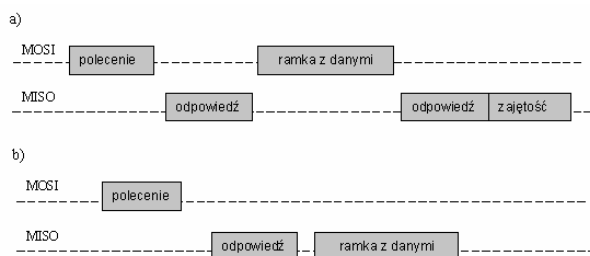 a)
MOSI
polecenie
ramka z danymi
MISO
odpowiedź
odpowiedź
zajętość
b)
MOSI
polecenie
MISO
odpowiedź
ramka z danymi